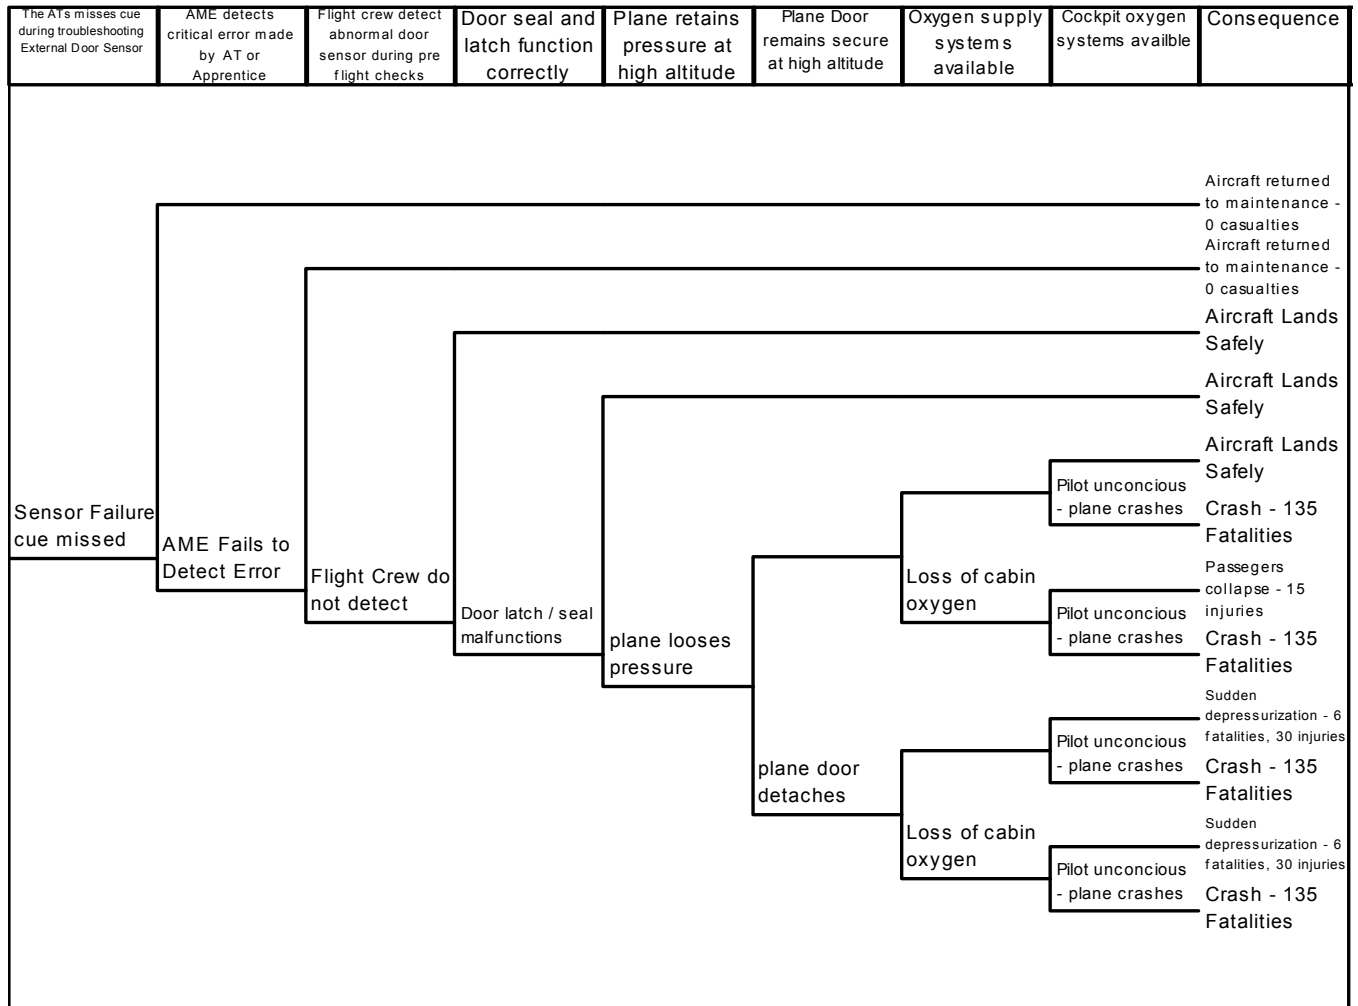 The ATs misses cue
during troubleshooting
External Door Sensor
AME detects
critical error made
by AT or
Apprentice
Flight crew detect
abnormal door
sensor during pre
flight checks
Door seal and
latch function
correctly
Plane retains
pressure at
high altitude
Plane Door
remains secure
at high altitude
Oxygen supply
systems
available
Cockpit oxygen
systems availble
Consequence
Aircraft returned
to maintenance -
0 casualties
Aircraft returned
to maintenance -
0 casualties
Aircraft Lands
Safely
Aircraft Lands
Safely
Aircraft Lands
Safely
Sensor Failure
cue missed
AME Fails to
Detect Error
Flight Crew do
not detect
Door latch / seal
malfunctions
plane looses
pressure
Pilot unconcious
- plane crashes
Crash - 135
Fatalities
Loss of cabin
oxygen
Passegers
collapse - 15
injuries
Pilot unconcious
- plane crashes
Crash - 135
Fatalities
plane door
detaches
Sudden
depressurization - 6
fatalities, 30 injuries
Pilot unconcious
- plane crashes
Crash - 135
Fatalities
Loss of cabin
oxygen
Sudden
depressurization - 6
fatalities, 30 injuries
Pilot unconcious
- plane crashes
Crash - 135
Fatalities